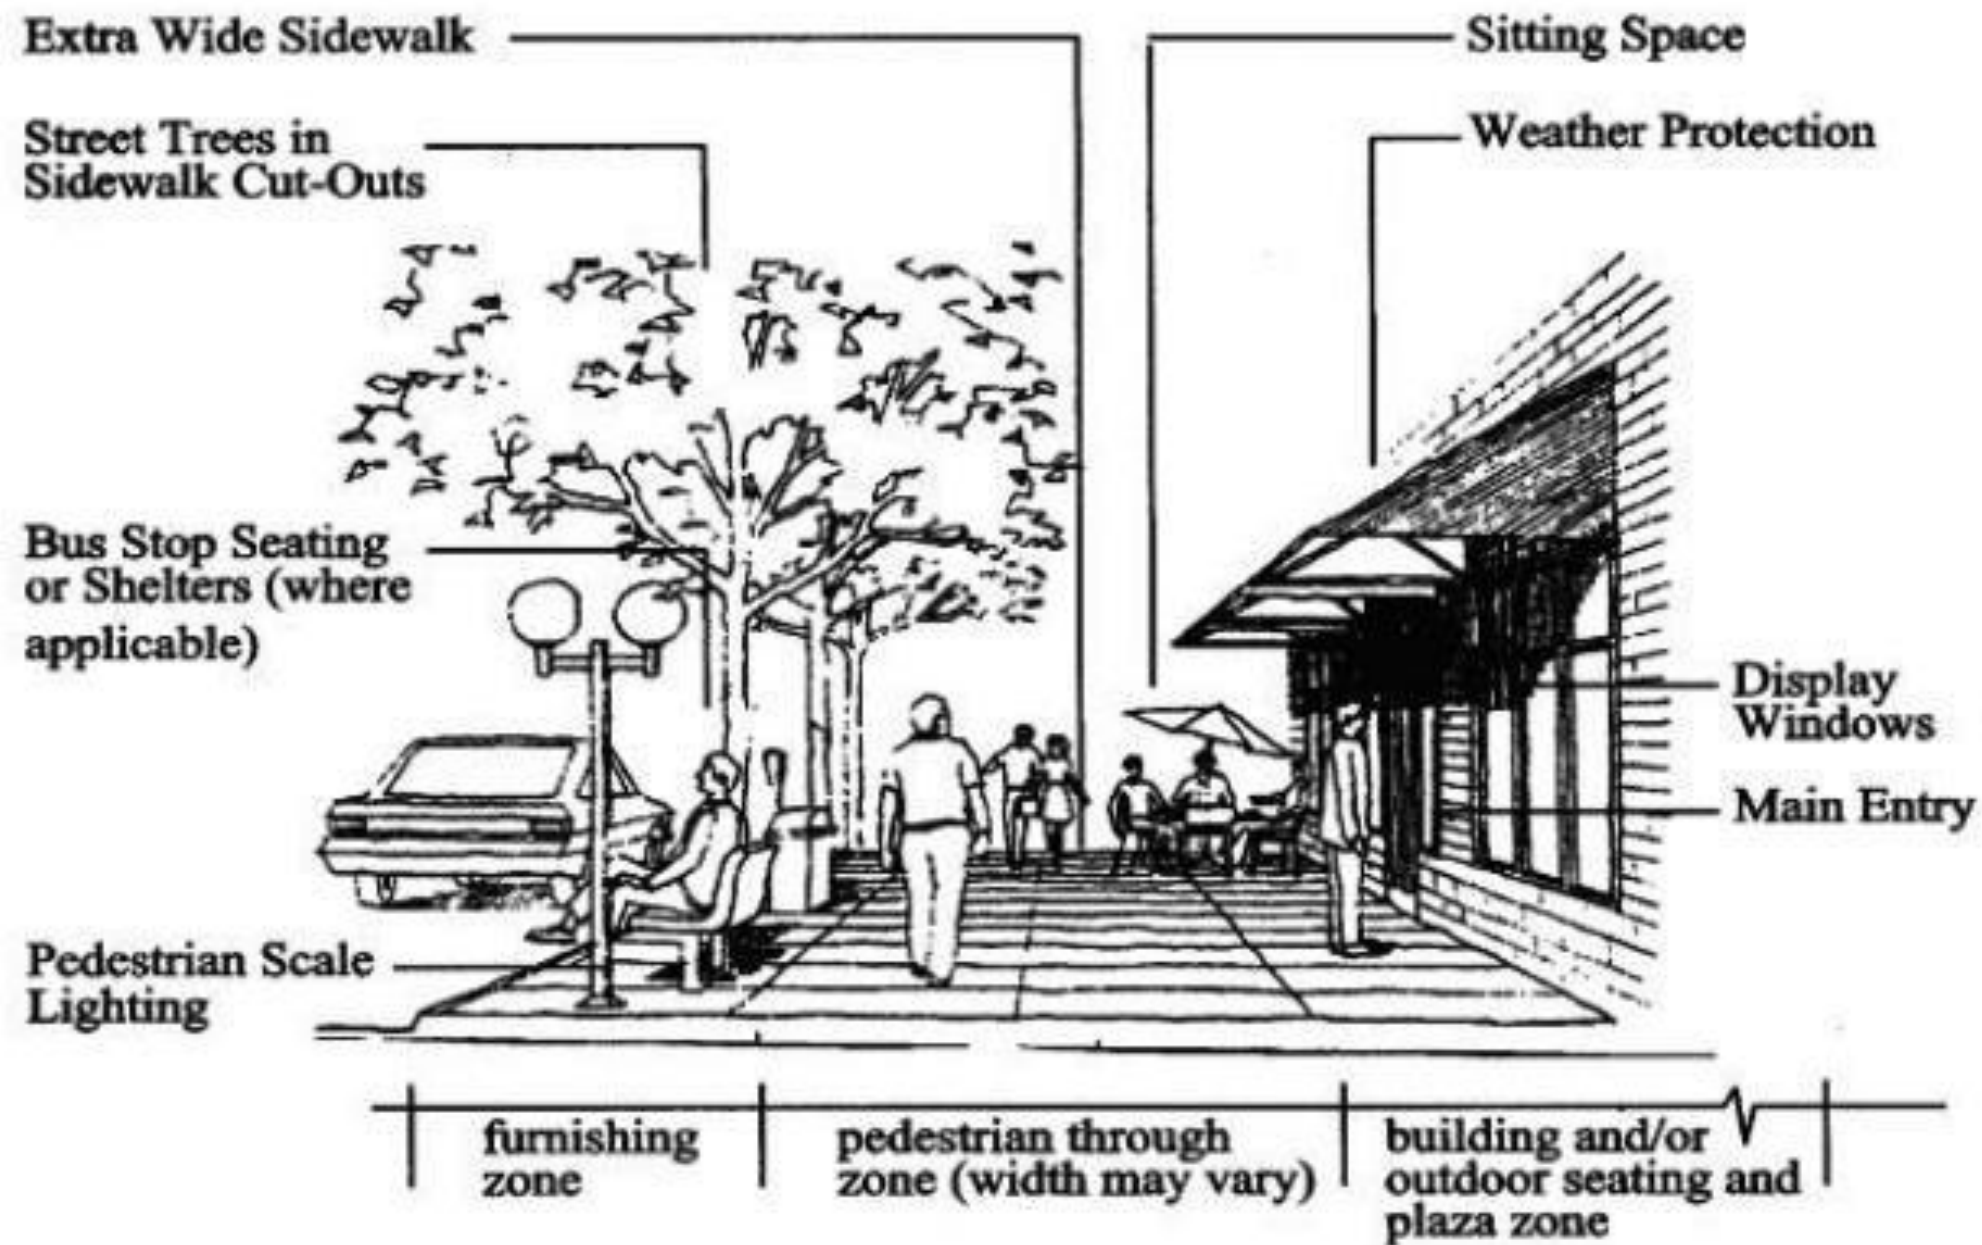 Extra Wide Sidewalk
Sitting Space
Street Trees in
Sidewalk Cut-Outs
Weather Protection
Bus Stop Seating
or Shelters (where
applicable)
Display
Windows
Main Entry
Pedestrian Scale
Lighting
furnishing
zone
pedestrian through
zone (width may vary)
building and/or
outdoor seating and
plaza zone